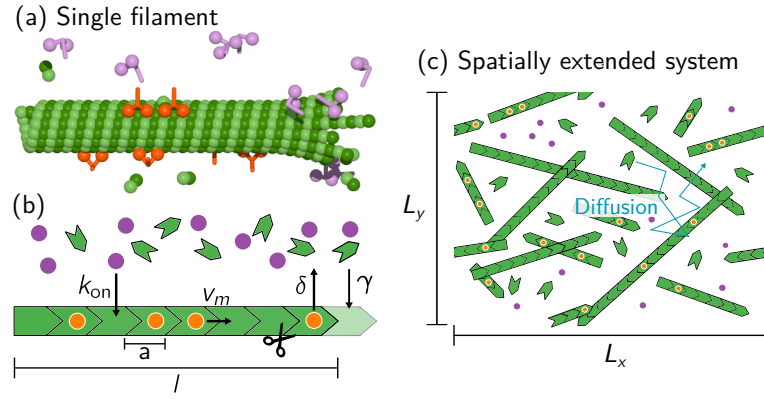 (a) Single filament
(b)
k_on
v_m
δ
γ
a
l
(c) Spatially extended system
L_y
Diffusion
L_x